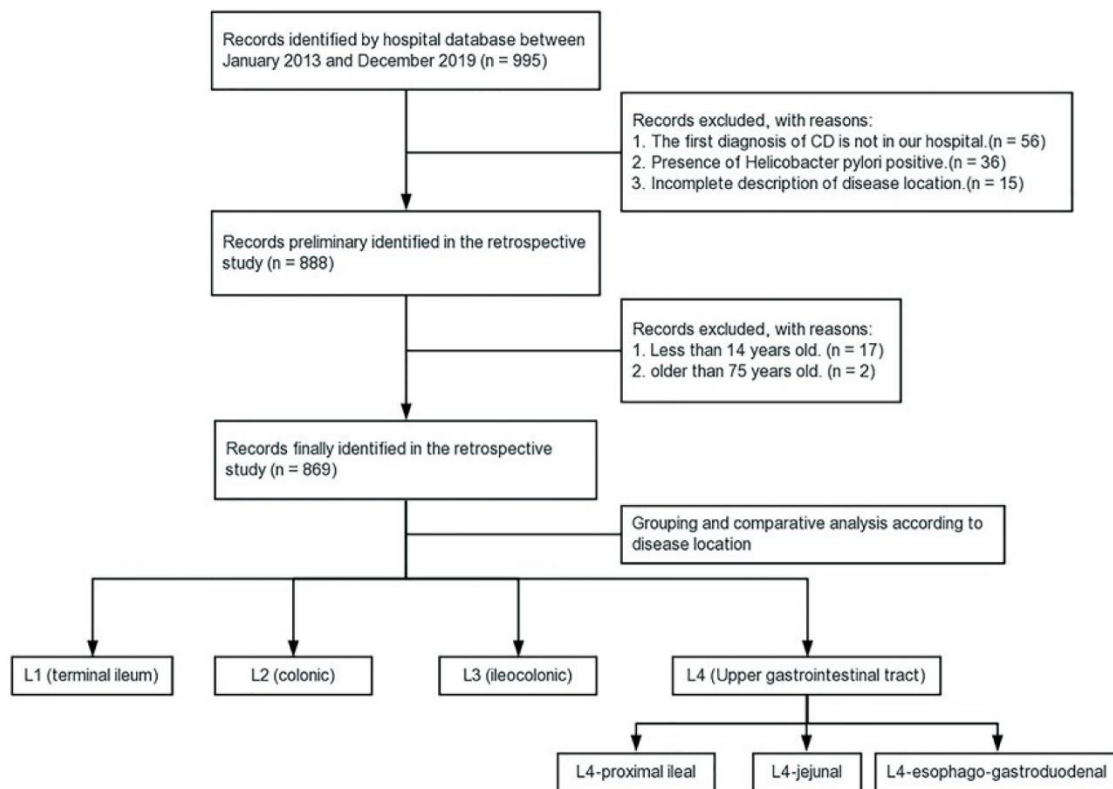 Records identified by hospital database between
January 2013 and December 2019 (n = 995)
Records excluded, with reasons:
1. The first diagnosis of CD is not in our hospital.(n = 56)
2. Presence of Helicobacter pylori positive.(n = 36)
3. Incomplete description of disease location.(n = 15)
Records preliminary identified in the retrospective
study (n = 888)
Records excluded, with reasons:
1. Less than 14 years old. (n = 17)
2. older than 75 years old. (n = 2)
Records finally identified in the retrospective
study (n = 869)
Grouping and comparative analysis according to
disease location
L1 (terminal ileum)
L2 (colonic)
L3 (ileocolonic)
L4 (Upper gastrointestinal tract)
L4-proximal ileal
L4-jejunal
L4-esophago-gastroduodenal